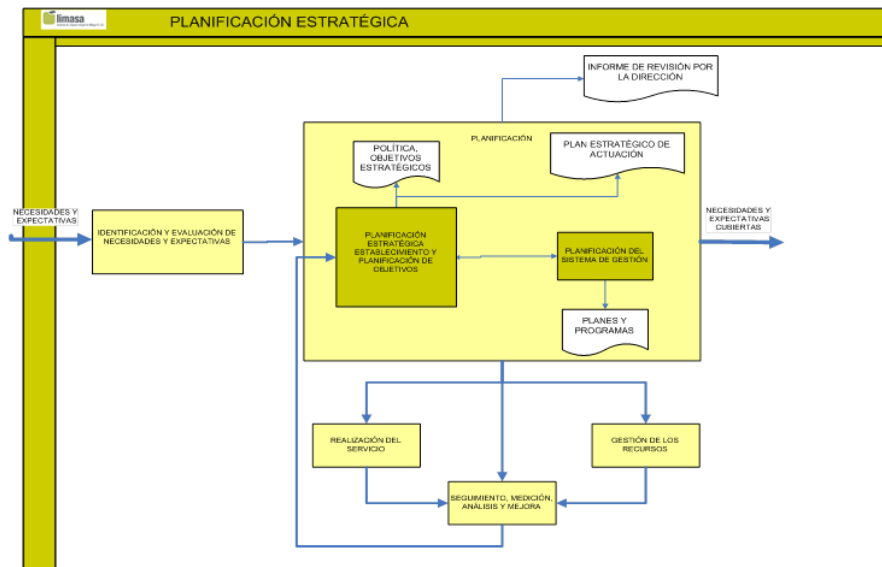 limasa
PLANIFICACIÓN ESTRATÉGICA
INFORME DE REVISIÓN POR
LA DIRECCIÓN
PLANIFICACIÓN
POLÍTICA,
OBJETIVOS
ESTRATÉGICOS
PLAN ESTRATÉGICO DE
ACTUACIÓN
NECESIDADES Y
EXPECTATIVAS
IDENTIFICACIÓN Y EVALUACIÓN DE
NECESIDADES Y EXPECTATIVAS
PLANIFICACIÓN
ESTRATÉGICA
ESTABLECIMIENTO Y
PLANIFICACIÓN DE
OBJETIVOS
PLANIFICACIÓN DEL
SISTEMA DE GESTIÓN
NECESIDADES Y
EXPECTATIVAS
CUBIERTAS
PLANES Y
PROGRAMAS
REALIZACIÓN DEL
SERVICIO
GESTIÓN DE LOS
RECURSOS
SEGUIMIENTO, MEDICIÓN,
ANÁLISIS Y MEJORA